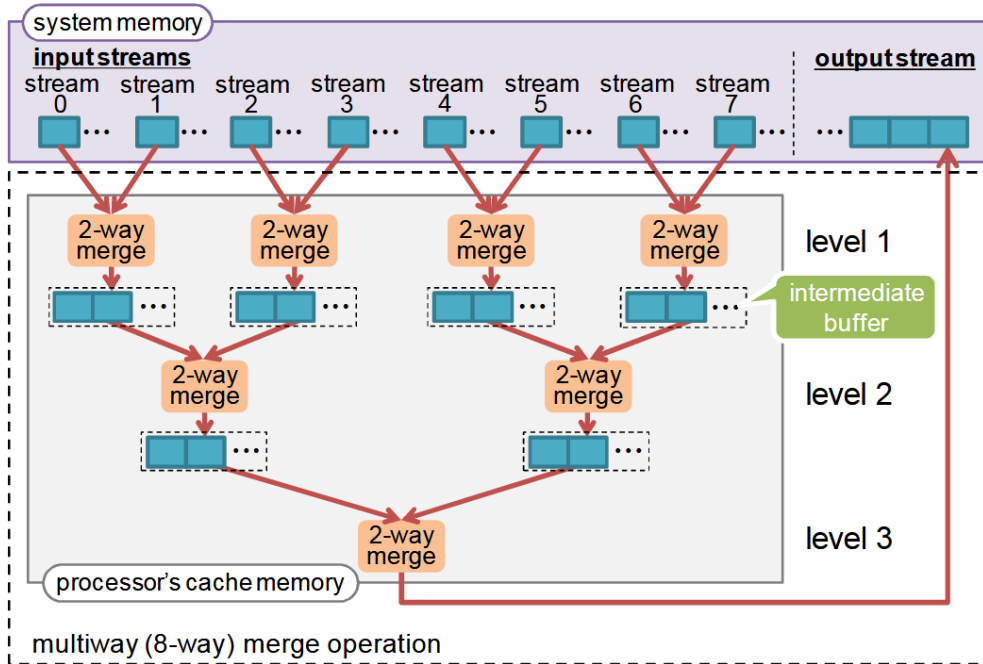 system memory
input streams
output stream
stream
0
stream
1
stream
2
stream
3
stream
4
stream
5
stream
6
stream
7
2-way
merge
2-way
merge
2-way
merge
2-way
merge
level 1
intermediate
buffer
2-way
merge
2-way
merge
level 2
2-way
merge
level 3
processor's cache memory
multiway (8-way) merge operation